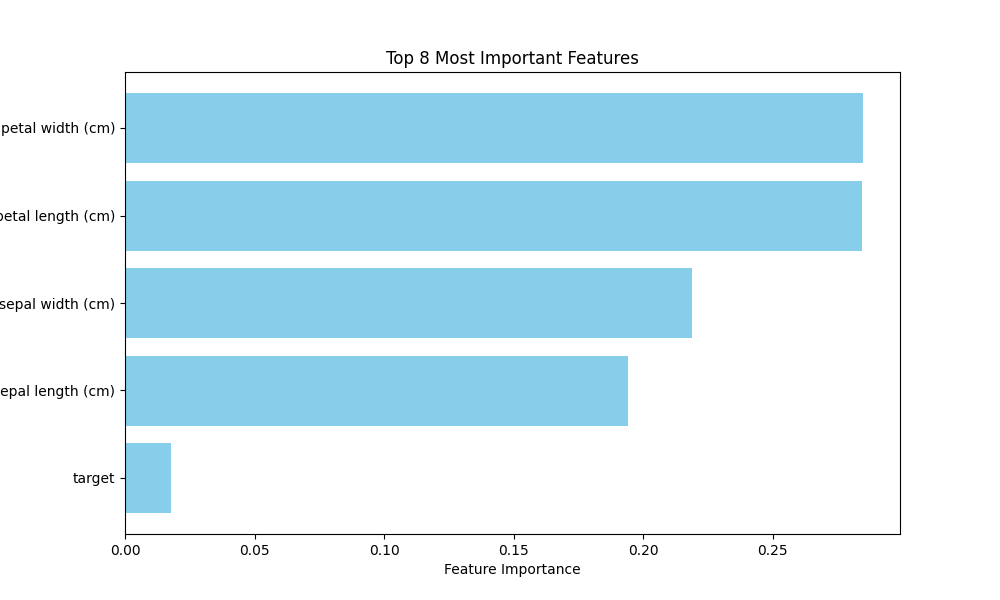 Top 8 Most Important Features
petal width (cm)
petal length (cm)
sepal width (cm)
epal length (cm)
target
0.00 0.05 0.10 0.15 0.20 0.25
Feature Importance